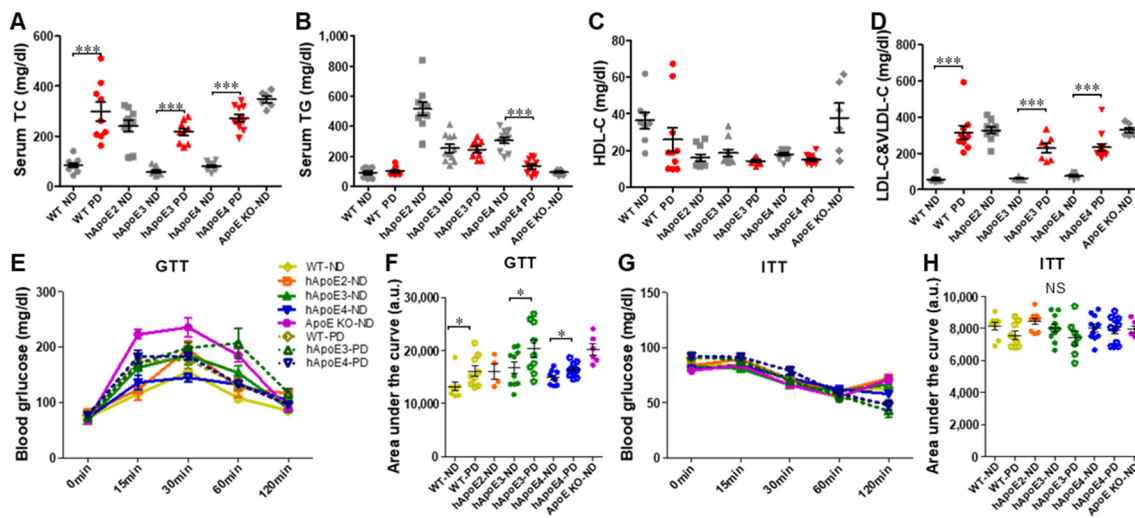 A
Serum TC (mg/dl)
600
400
200
0
***
***
***
WT ND
WT PD
hApoE2 ND
hApoE3 ND
hApoE3 PD
hApoE4 ND
hApoE4 PD
ApoE KO-ND
B
Serum TG (mg/dl)
1000
800
600
400
200
0
***
WT ND
WT PD
hApoE2 ND
hApoE3 ND
hApoE3 PD
hApoE4 ND
hApoE4 PD
ApoE KO-ND
C
HDL-C (mg/dl)
80
60
40
20
0
WT ND
WT PD
hApoE2 ND
hApoE3 ND
hApoE3 PD
hApoE4 ND
hApoE4 PD
ApoE KO-ND
D
LDL-C&VLDL-C (mg/dl)
800
600
400
200
0
***
***
***
WT ND
WT PD
hApoE2 ND
hApoE3 ND
hApoE3 PD
hApoE4 ND
hApoE4 PD
ApoE KO-ND
E
GTT
Blood grlucose (mg/dl)
300
200
100
0
0min
15min
30min
60min
120min
WT-ND
hApoE2-ND
hApoE3-ND
hApoE4-ND
ApoE KO-ND
WT-PD
hApoE3-PD
hApoE4-PD
F
GTT
Area under the curve (a.u.)
30,000
20,000
10,000
0
*
*
*
WT-ND
WT-PD
hApoE2-ND
hApoE3-ND
hApoE3-PD
hApoE4-ND
hApoE4-PD
ApoE KO-ND
G
ITT
Blood grlucose (mg/dl)
150
100
50
0
0min
15min
30min
60min
120min
H
ITT
NS
Area under the curve (a.u.)
10,000
8,000
6,000
4,000
2,000
0
WT-ND
WT-PD
hApoE2-ND
hApoE3-ND
hApoE3-PD
hApoE4-ND
hApoE4-PD
ApoE KO-ND